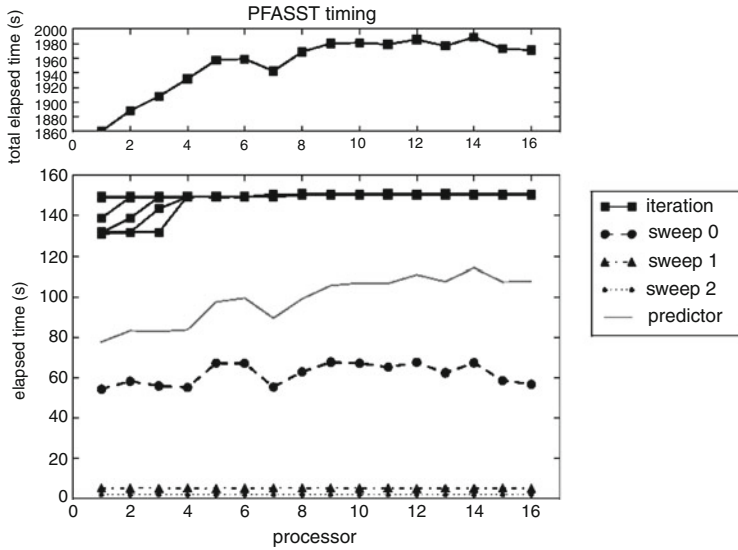 PFASST timing
total elapsed time (s)
2000
1980
1960
1940
1920
1900
1880
1860
0 2 4 6 8 10 12 14 16
elapsed time (s)
160
140
120
100
80
60
40
20
0
0 2 4 6 8 10 12 14 16
processor
iteration
sweep 0
sweep 1
sweep 2
predictor